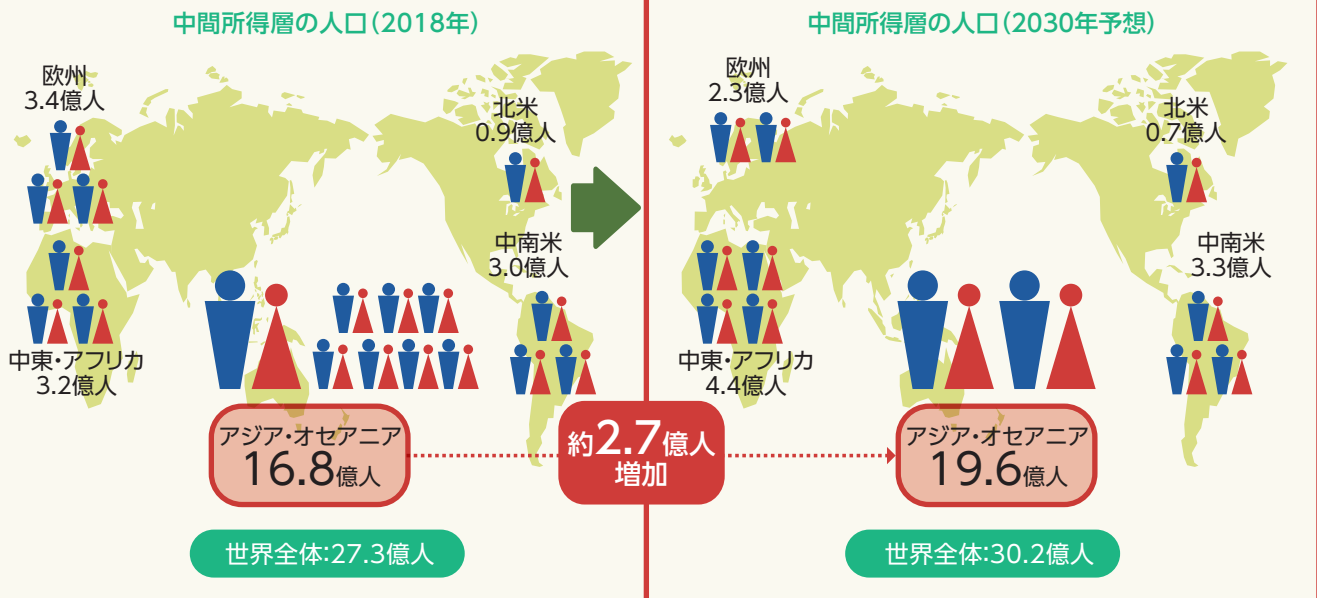 中間所得層の人口(2018年)
欧州
3.4億人
北米
0.9億人
中南米
3.0億人
中東・アフリカ
3.2億人
アジア・オセアニア
16.8億人
世界全体:27.3億人
約2.7億人
増加
中間所得層の人口(2030年予想)
欧州
2.3億人
北米
0.7億人
中南米
3.3億人
中東・アフリカ
4.4億人
アジア・オセアニア
19.6億人
世界全体:30.2億人